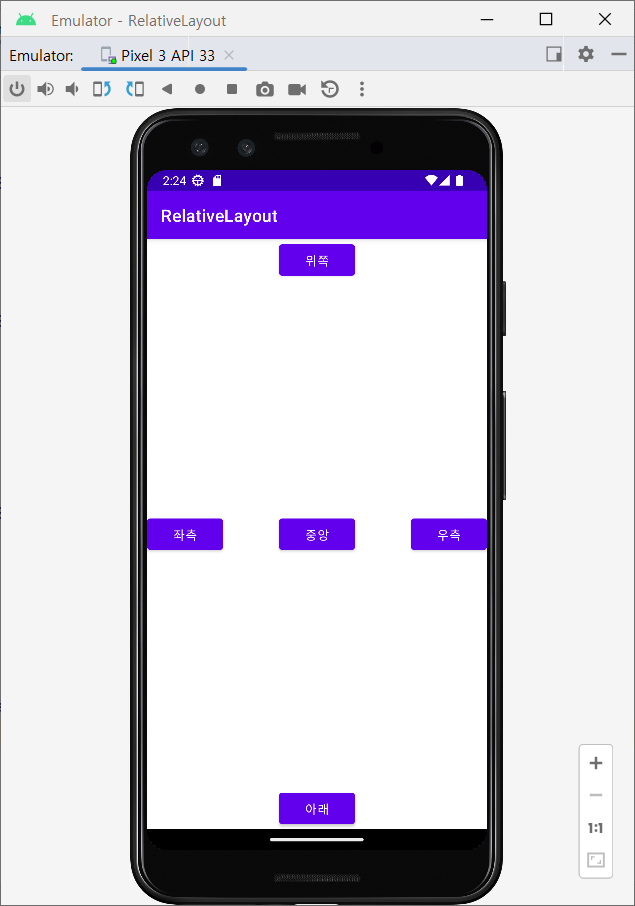 Emulator - RelativeLayout
Emulator: Pixel 3 API 33
2:24
RelativeLayout
위쪽
좌측 중앙 우측
아래
1:1